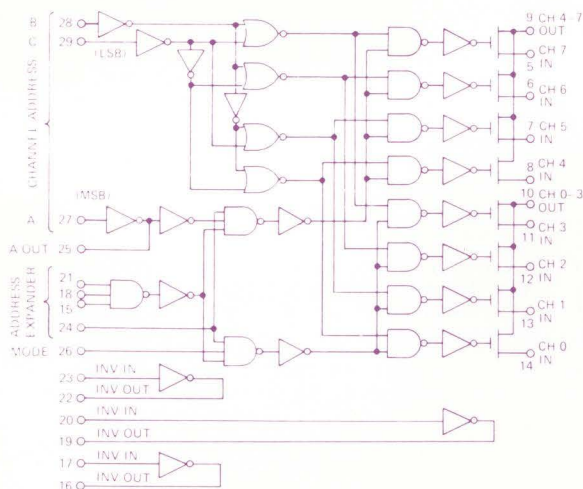 B 28
C 29
(LSB)
CHANNEL ADDRESS
(MSB)
A 27
A OUT 25
ADDRESS
EXPANDER
21
18
15
24
MODE 26
23 INV IN
22 INV OUT
20 INV IN
19 INV OUT
17 INV IN
16 INV OUT
9 CH 4-7
OUT
CH 7
5 IN
6 CH 6
IN
7 CH 5
IN
8 CH 4
IN
10 CH 0-3
OUT
11 CH 3
IN
12 CH 2
IN
13 CH 1
IN
14 CH 0
IN